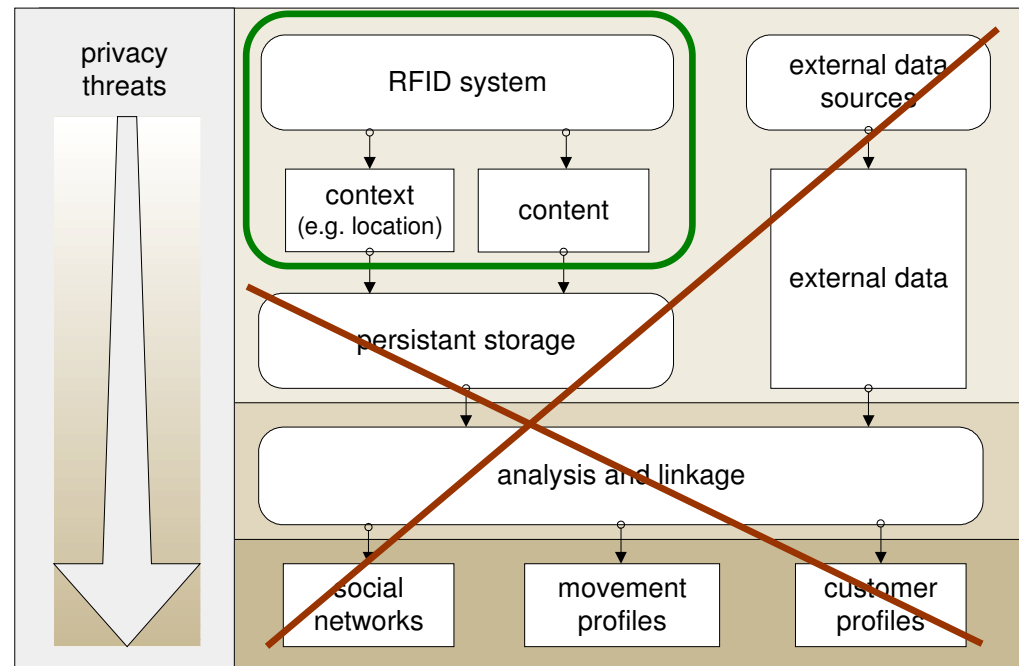 privacy
threats
RFID system
external data
sources
context
(e.g. location)
content
external data
persistant storage
analysis and linkage
social
networks
movement
profiles
customer
profiles